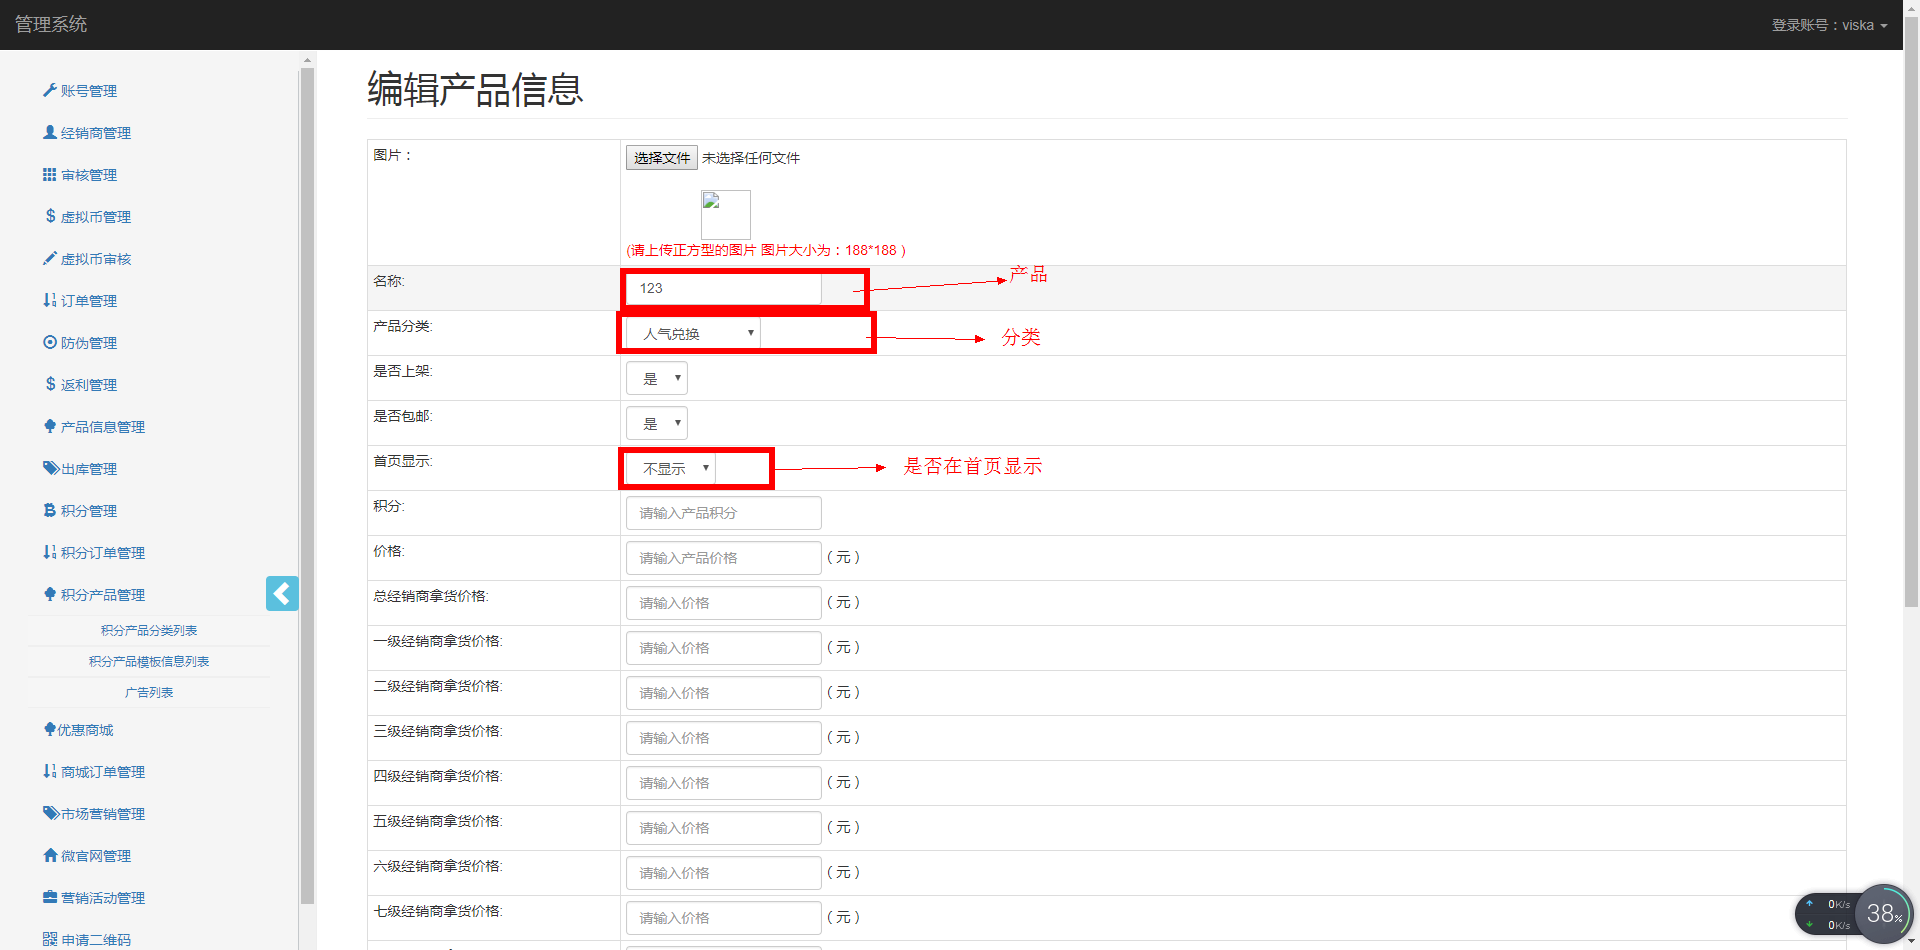 管理系统
登录账号：viska
账号管理
经销商管理
审核管理
虚拟币管理
虚拟币审核
订单管理
防伪管理
返利管理
产品信息管理
出库管理
积分管理
积分订单管理
积分产品管理
积分产品分类列表
积分产品模板信息列表
广告列表
优惠商城
商城订单管理
市场营销管理
微官网管理
营销活动管理
申请二维码
编辑产品信息
图片：
选择文件 未选择任何文件
(请上传正方型的图片 图片大小为：188*188 )
名称:
123
产品
产品分类:
人气兑换
分类
是否上架:
是
是否包邮:
是
首页显示:
不显示
是否在首页显示
积分:
请输入产品积分
价格:
请输入产品价格 （元）
总经销商拿货价格:
请输入价格 （元）
一级经销商拿货价格:
请输入价格 （元）
二级经销商拿货价格:
请输入价格 （元）
三级经销商拿货价格:
请输入价格 （元）
四级经销商拿货价格:
请输入价格 （元）
五级经销商拿货价格:
请输入价格 （元）
六级经销商拿货价格:
请输入价格 （元）
七级经销商拿货价格:
请输入价格 （元）
0K/s
0K/s
38%